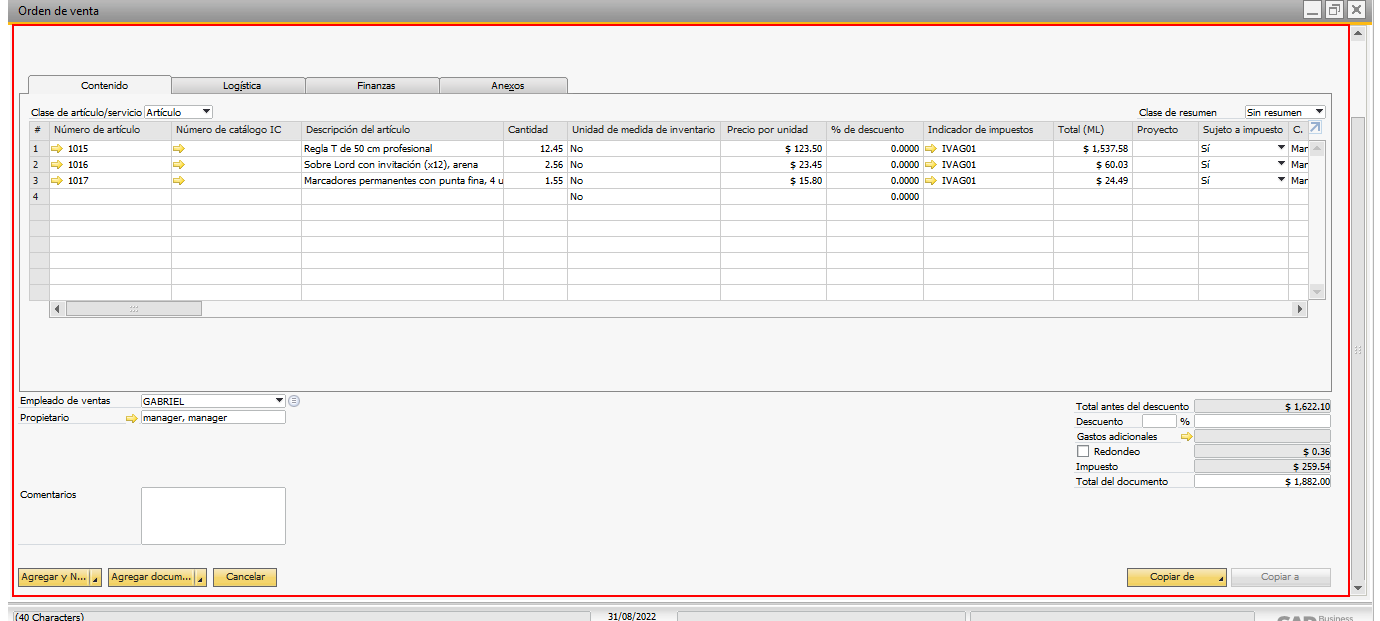 Orden de venta
Contenido Logística Finanzas Anexos
Clase de artículo/servicio Artículo Clase de resumen Sin resumen
# Número de artículo Número de catálogo IC Descripción del artículo Cantidad Unidad de medida de inventario Precio por unidad % de descuento Indicador de impuestos Total (ML) Proyecto Sujeto a impuesto C.
1 1015 Regla T de 50 cm profesional 12.45 No $ 123.50 0.0000 IVAG01 $ 1,537.58 Sí Mar
2 1016 Sobre Lord con invitación (x12), arena 2.56 No $ 23.45 0.0000 IVAG01 $ 60.03 Sí Mar
3 1017 Marcadores permanentes con punta fina, 4 u 1.55 No $ 15.80 0.0000 IVAG01 $ 24.49 Sí Mar
4 No 0.0000
Empleado de ventas GABRIEL
Propietario manager, manager
Total antes del descuento $ 1,622.10
Descuento %
Gastos adicionales
Redondeo $ 0.36
Impuesto $ 259.54
Total del documento $ 1,882.00
Comentarios
Agregar y N... Agregar docum... Cancelar Copiar de Copiar a
(40 Characters) 31/08/2022 SAP Business